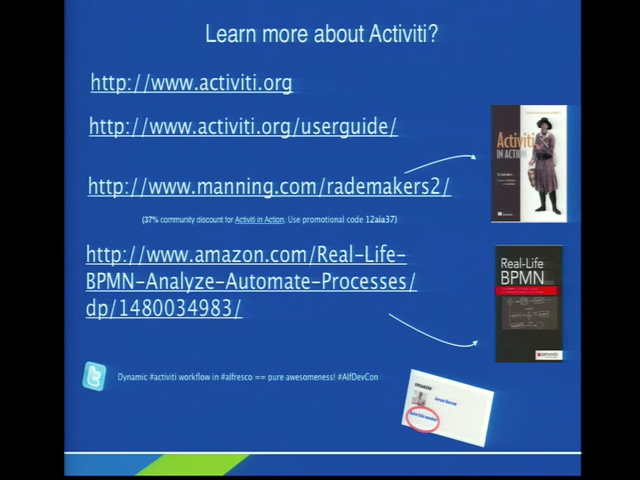 Learn more about Activiti?
http://www.activiti.org
http://www.activiti.org/userguide/
Activiti
IN ACTION
http://www.manning.com/rademakers2/
(37% community discount for Activiti in Action. Use promotional code 12aia37)
http://www.amazon.com/Real-Life-
BPMN-Analyze-Automate-Processes/
dp/1480034983/
Real-Life
BPMN
Dynamic #activiti workflow in #alfresco == pure awesomeness! #AlfDevCon
SPEAKERS